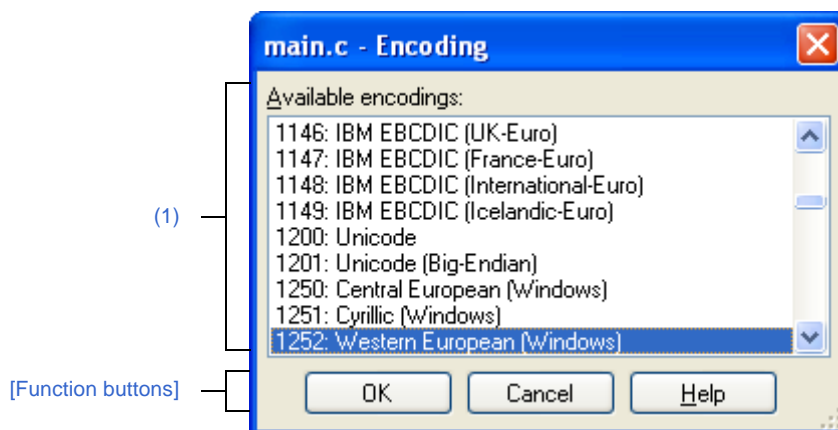 main.c - Encoding
Available encodings:
1146: IBM EBCDIC (UK-Euro)
1147: IBM EBCDIC (France-Euro)
1148: IBM EBCDIC (International-Euro)
1149: IBM EBCDIC (Icelandic-Euro)
(1)
1200: Unicode
1201: Unicode (Big-Endian)
1250: Central European (Windows)
1251: Cyrillic (Windows)
1252: Western European (Windows)
[Function buttons]
OK Cancel Help